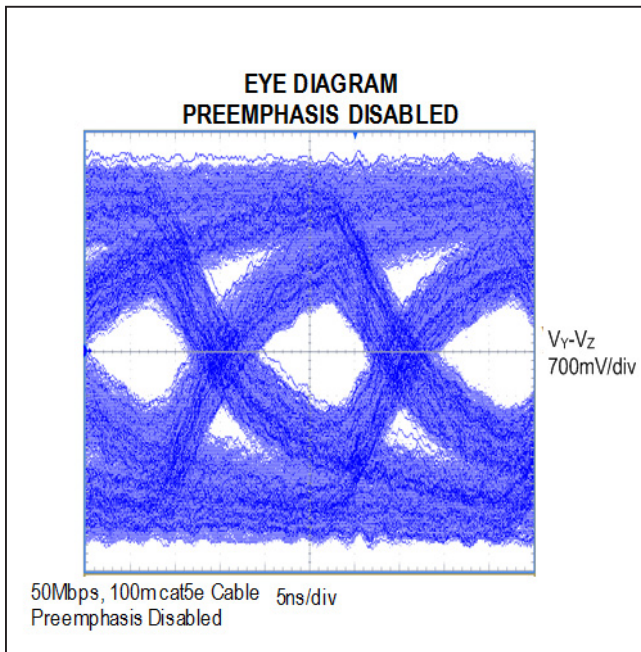 EYE DIAGRAM
PREEMPHASIS DISABLED
VY-VZ
700mV/div
50Mbps, 100m cat5e Cable
5ns/div
Preemphasis Disabled